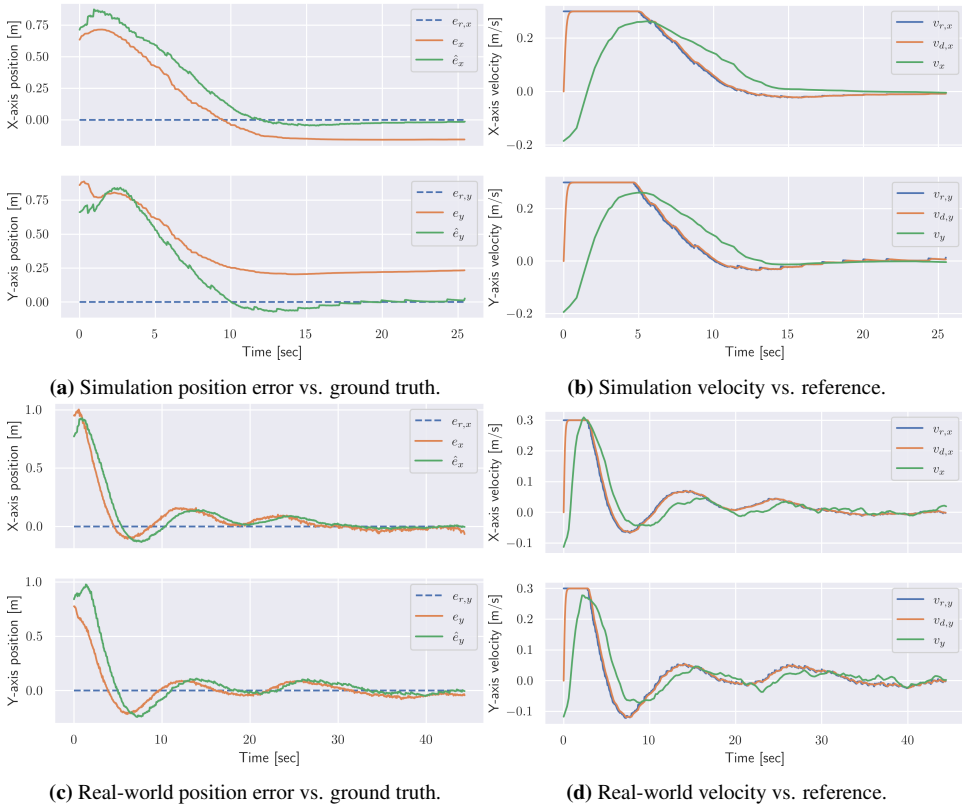 X-axis position [m]
0.75
0.50
0.25
0.00
e_{r,x}
e_x
ê_x
Y-axis position [m]
0.75
0.50
0.25
0.00
e_{r,y}
e_y
ê_y
0 5 10 15 20 25
Time [sec]
(a) Simulation position error vs. ground truth.
X-axis velocity [m/s]
0.2
0.0
−0.2
v_{r,x}
v_{d,x}
v_x
Y-axis velocity [m/s]
0.2
0.0
−0.2
v_{r,y}
v_{d,y}
v_y
0 5 10 15 20 25
Time [sec]
(b) Simulation velocity vs. reference.
X-axis position [m]
1.0
0.5
0.0
e_{r,x}
e_x
ê_x
Y-axis position [m]
1.0
0.5
0.0
e_{r,y}
e_y
ê_y
0 10 20 30 40
Time [sec]
(c) Real-world position error vs. ground truth.
X-axis velocity [m/s]
0.3
0.2
0.1
0.0
−0.1
v_{r,x}
v_{d,x}
v_x
Y-axis velocity [m/s]
0.3
0.2
0.1
0.0
−0.1
v_{r,y}
v_{d,y}
v_y
0 10 20 30 40
Time [sec]
(d) Real-world velocity vs. reference.